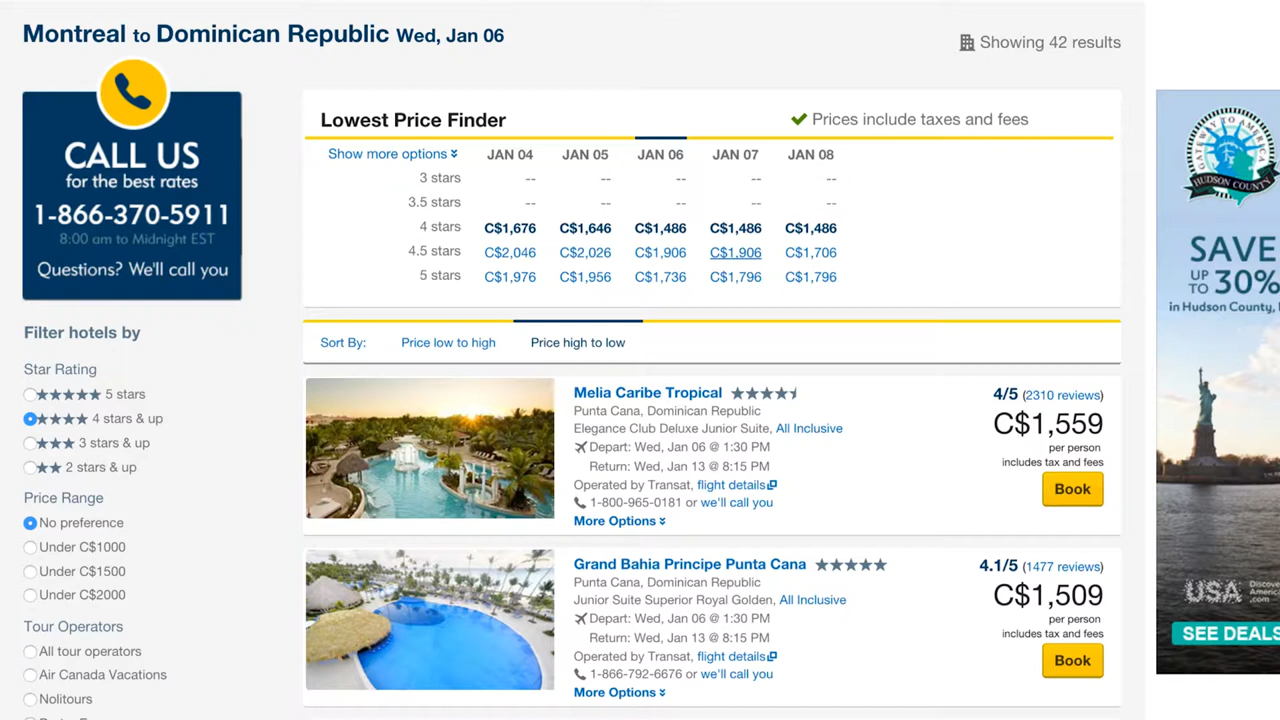 Montreal to Dominican Republic Wed, Jan 06
Showing 42 results
CALL US
for the best rates
1-866-370-5911
8:00 am to Midnight EST
Questions? We'll call you
Filter hotels by
Star Rating
5 stars
4 stars & up
3 stars & up
2 stars & up
Price Range
No preference
Under C$1000
Under C$1500
Under C$2000
Tour Operators
All tour operators
Air Canada Vacations
Nolitours
Lowest Price Finder
Prices include taxes and fees
Show more options JAN 04 JAN 05 JAN 06 JAN 07 JAN 08
3 stars -- -- -- -- --
3.5 stars -- -- -- -- --
4 stars C$1,676 C$1,646 C$1,486 C$1,486 C$1,486
4.5 stars C$2,046 C$2,026 C$1,906 C$1,906 C$1,706
5 stars C$1,976 C$1,956 C$1,736 C$1,796 C$1,796
Sort By: Price low to high Price high to low
Melia Caribe Tropical
Punta Cana, Dominican Republic
Elegance Club Deluxe Junior Suite, All Inclusive
Depart: Wed, Jan 06 @ 1:30 PM
Return: Wed, Jan 13 @ 8:15 PM
Operated by Transat, flight details
1-800-965-0181 or we'll call you
More Options
4/5 (2310 reviews)
C$1,559
per person
includes tax and fees
Book
Grand Bahia Principe Punta Cana
Punta Cana, Dominican Republic
Junior Suite Superior Royal Golden, All Inclusive
Depart: Wed, Jan 06 @ 1:30 PM
Return: Wed, Jan 13 @ 8:15 PM
Operated by Transat, flight details
1-866-792-6676 or we'll call you
More Options
4.1/5 (1477 reviews)
C$1,509
per person
includes tax and fees
Book
GATEWAY TO AMERICA
HUDSON COUNTY
SAVE
UP TO 30%
in Hudson County,
USA
Discover
America
.com
SEE DEALS